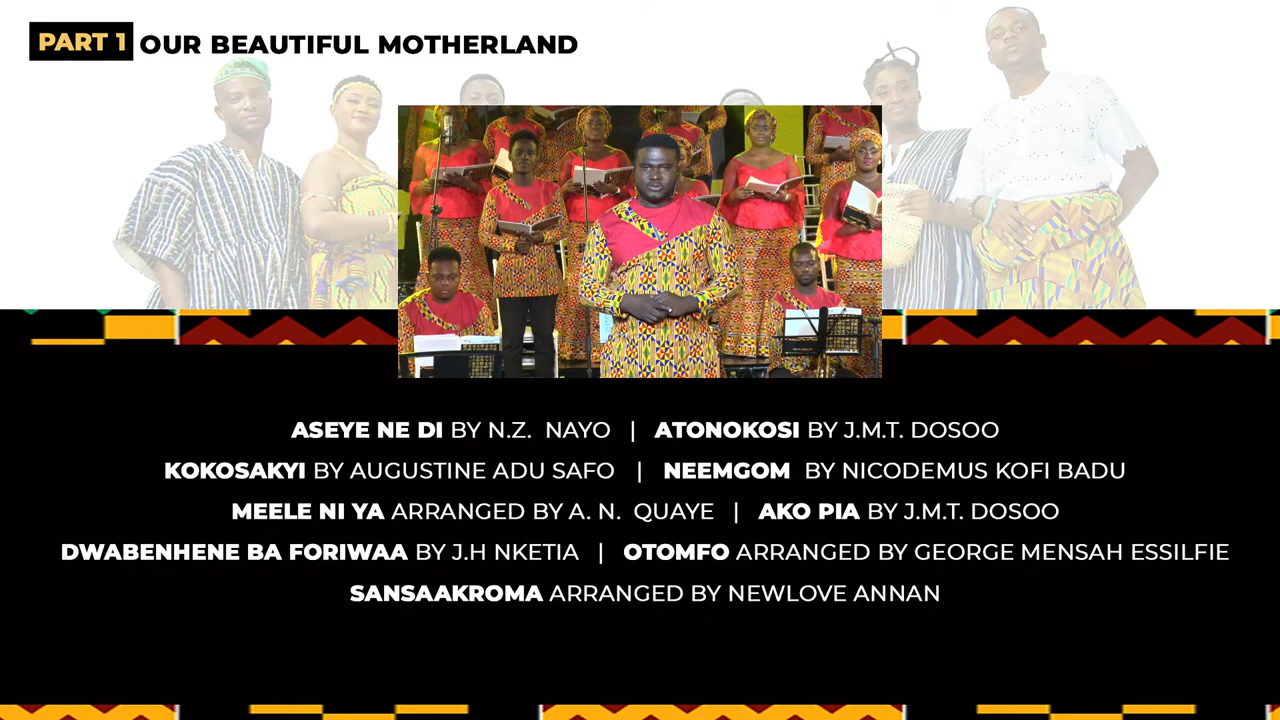 PART 1 OUR BEAUTIFUL MOTHERLAND
ASEYE NE DI BY N.Z. NAYO | ATONOKOSI BY J.M.T. DOSOO
KOKOSAKYI BY AUGUSTINE ADU SAFO | NEEMGOM BY NICODEMUS KOFI BADU
MEELE NI YA ARRANGED BY A. N. QUAYE | AKO PIA BY J.M.T. DOSOO
DWABENHENE BA FORIWAA BY J.H NKETIA | OTOMFO ARRANGED BY GEORGE MENSAH ESSILFIE
SANSAAKROMA ARRANGED BY NEWLOVE ANNAN